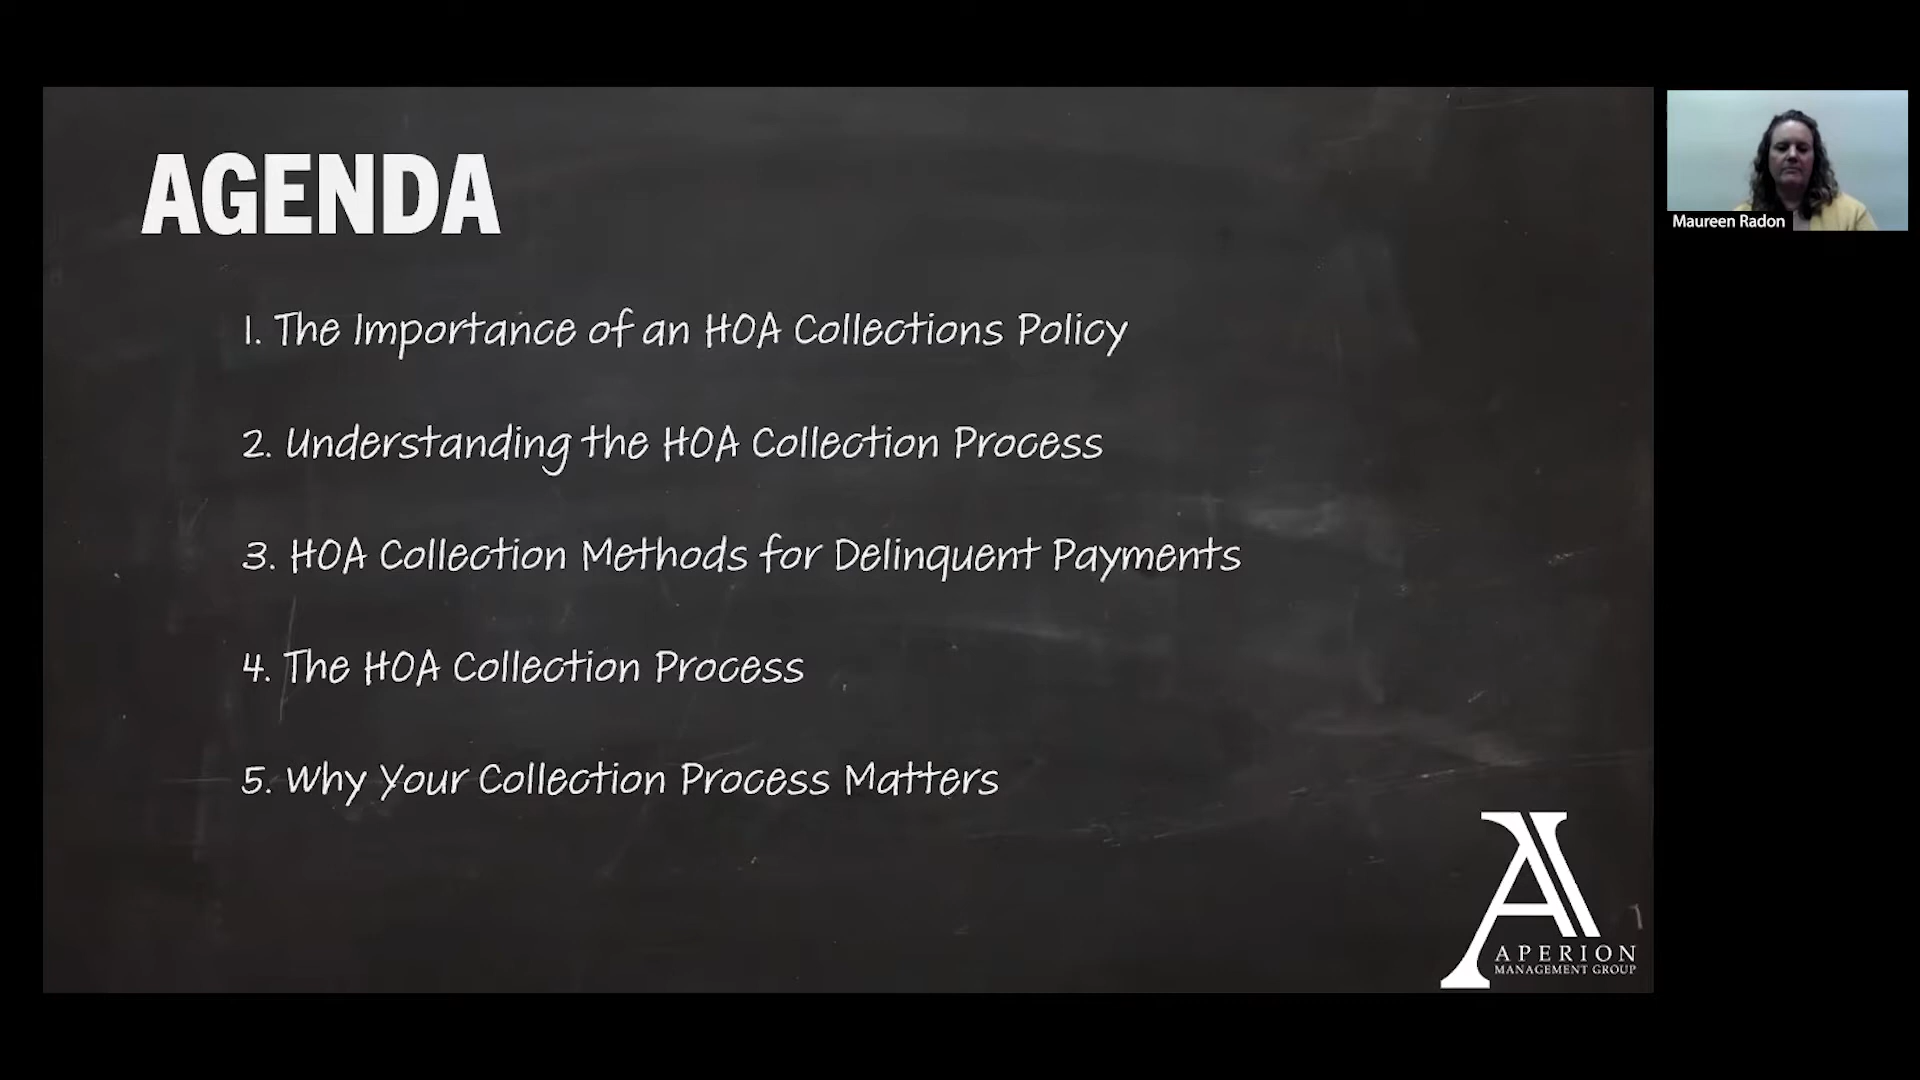 AGENDA
1. The Importance of an HOA Collections Policy
2. Understanding the HOA Collection Process
3. HOA Collection Methods for Delinquent Payments
4. The HOA Collection Process
5. Why Your Collection Process Matters
APERION
MANAGEMENT GROUP
Maureen Radon